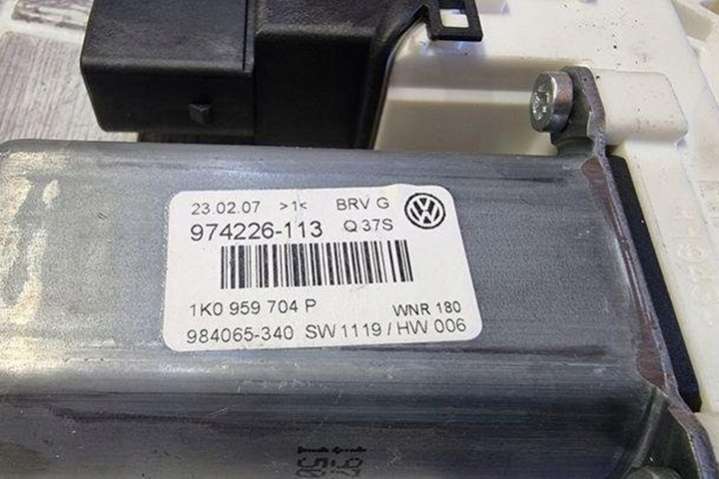 23.02.07 >1< BRV G
974226-113 Q 37S
1K0 959 704 P WNR 180
984065-340 SW 1119 / HW 006